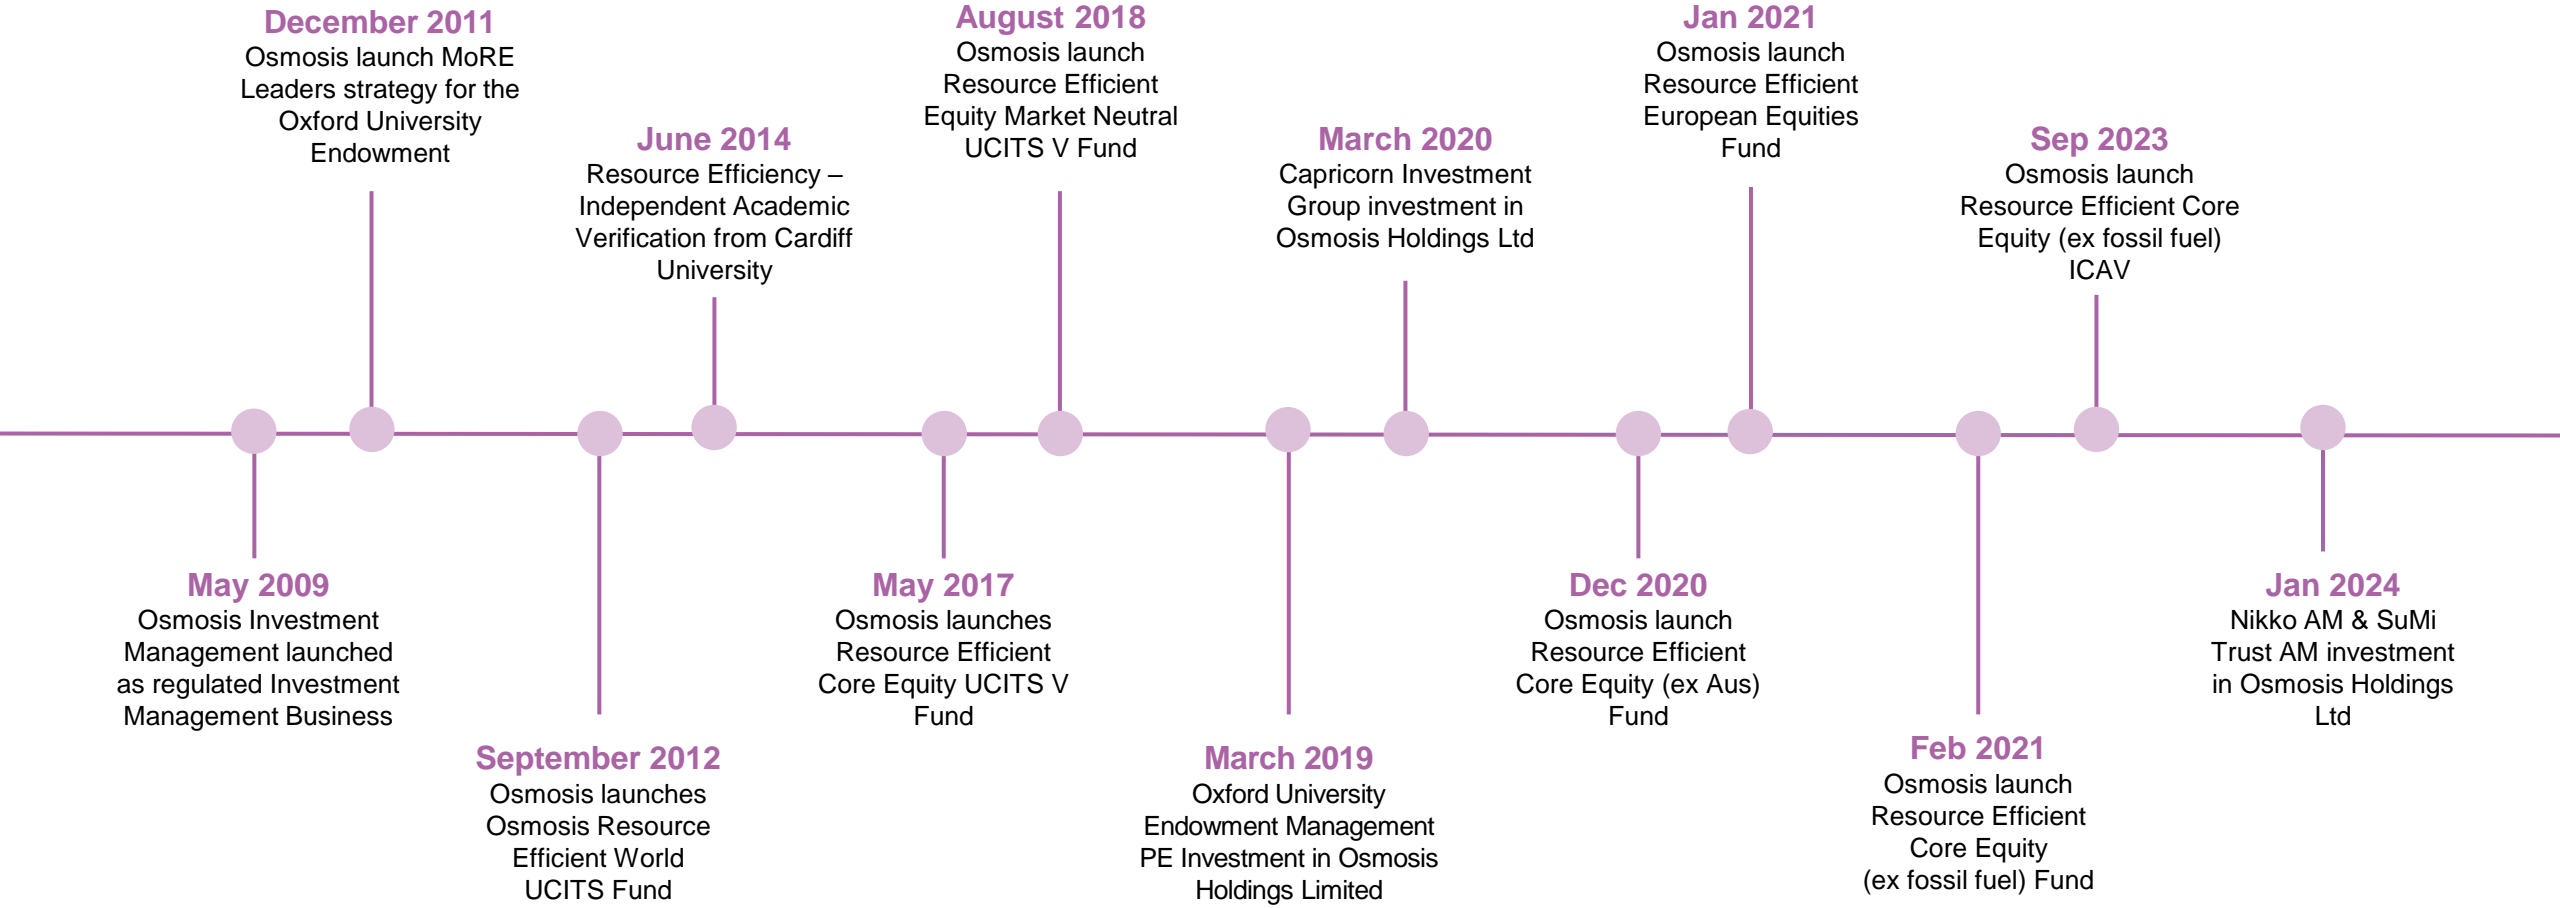 December 2011
Osmosis launch MoRE
Leaders strategy for the
Oxford University
Endowment
June 2014
Resource Efficiency –
Independent Academic
Verification from Cardiff
University
August 2018
Osmosis launch
Resource Efficient
Equity Market Neutral
UCITS V Fund
March 2020
Capricorn Investment
Group investment in
Osmosis Holdings Ltd
Jan 2021
Osmosis launch
Resource Efficient
European Equities
Fund
Sep 2023
Osmosis launch
Resource Efficient Core
Equity (ex fossil fuel)
ICAV
May 2009
Osmosis Investment
Management launched
as regulated Investment
Management Business
September 2012
Osmosis launches
Osmosis Resource
Efficient World
UCITS Fund
May 2017
Osmosis launches
Resource Efficient
Core Equity UCITS V
Fund
March 2019
Oxford University
Endowment Management
PE Investment in Osmosis
Holdings Limited
Dec 2020
Osmosis launch
Resource Efficient
Core Equity (ex Aus)
Fund
Feb 2021
Osmosis launch
Resource Efficient
Core Equity
(ex fossil fuel) Fund
Jan 2024
Nikko AM & SuMi
Trust AM investment
in Osmosis Holdings
Ltd